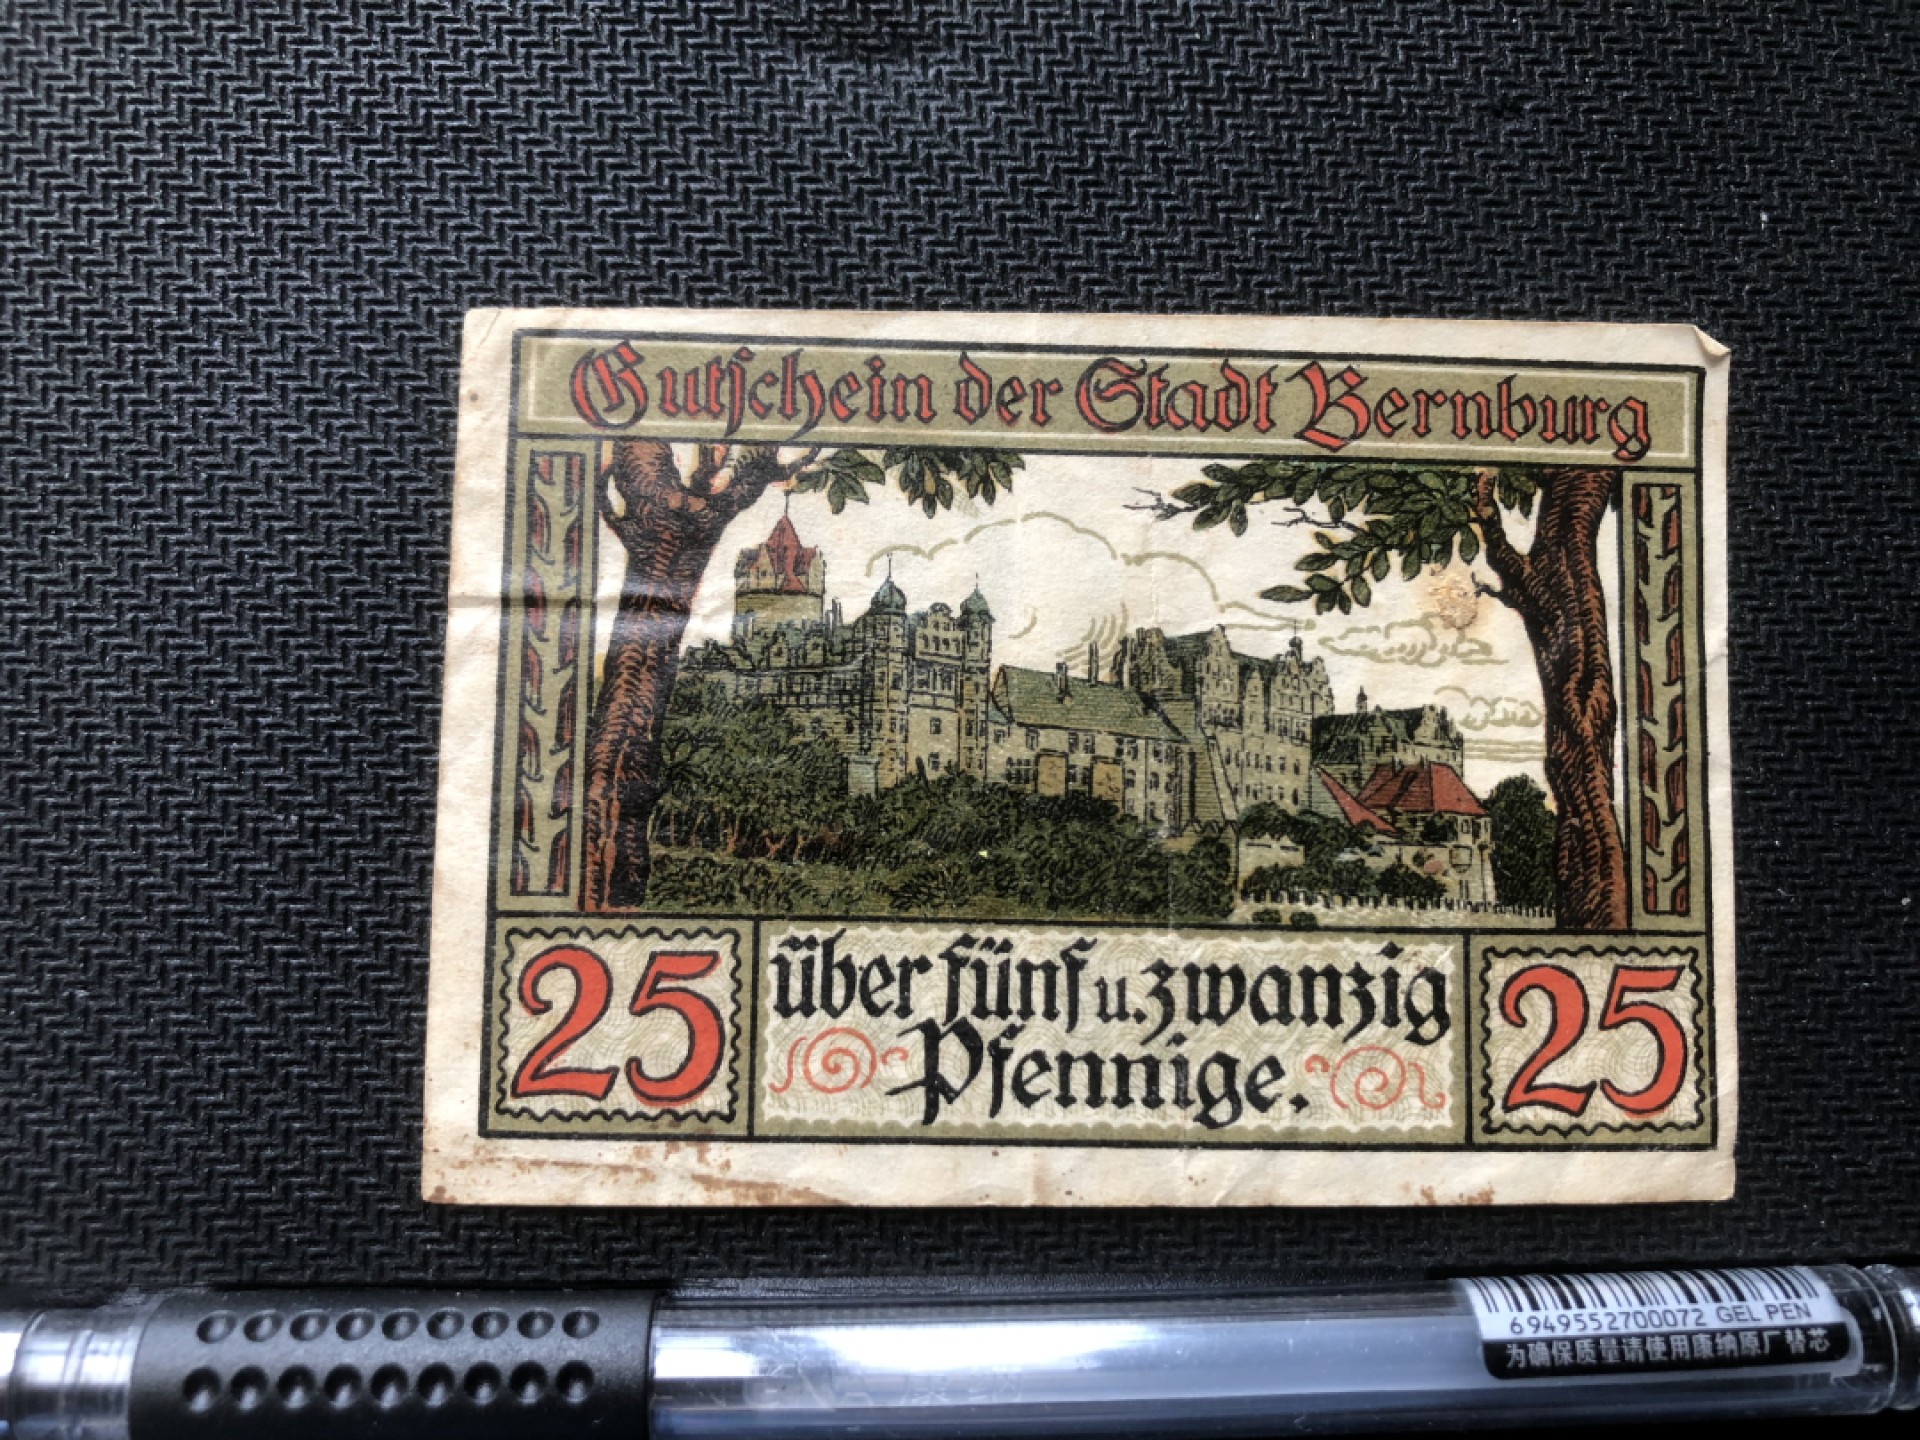 Gutschein der Stadt Bernburg
25
über fünf u. zwanzig
Pfennige.
25
6949552700072 GEL PEN
为确保质量请使用康纳原厂替芯